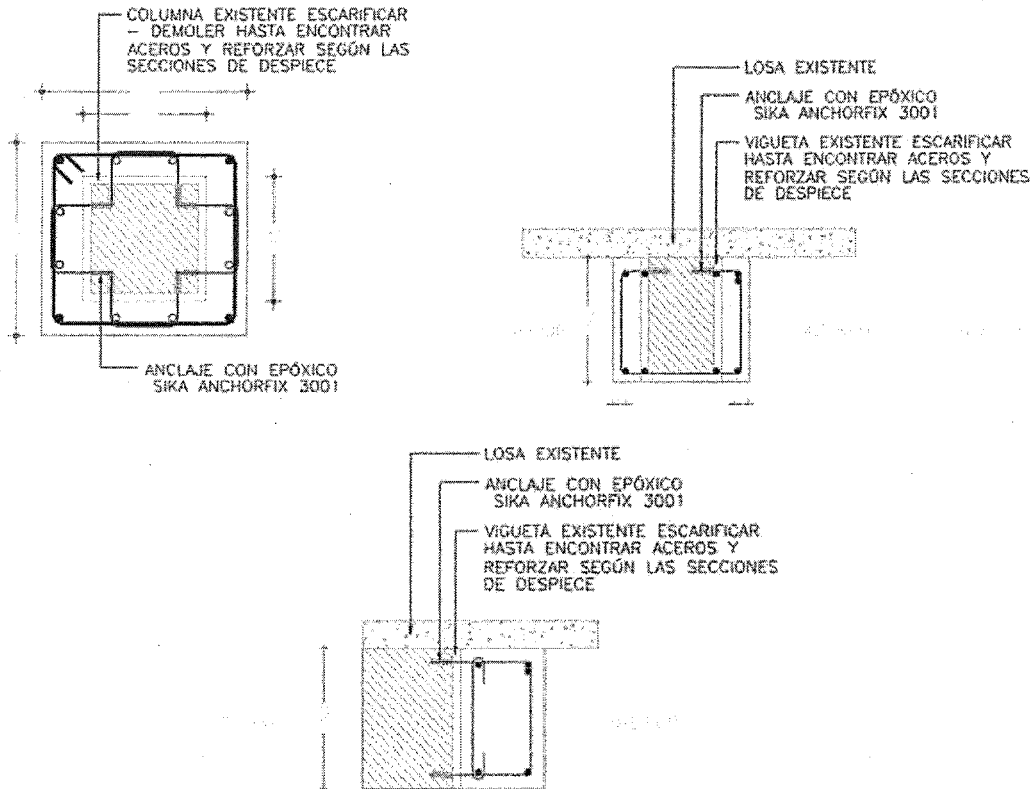 COLUMNA EXISTENTE ESCARIFICAR
- DEMOLER HASTA ENCONTRAR
ACEROS Y REFORZAR SEGÚN LAS
SECCIONES DE DESPIECE
ANCLAJE CON EPÓXICO
SIKA ANCHORFIX 3001
LOSA EXISTENTE
ANCLAJE CON EPÓXICO
SIKA ANCHORFIX 3001
VIGUETA EXISTENTE ESCARIFICAR
HASTA ENCONTRAR ACEROS Y
REFORZAR SEGÚN LAS SECCIONES
DE DESPIECE
LOSA EXISTENTE
ANCLAJE CON EPÓXICO
SIKA ANCHORFIX 3001
VIGUETA EXISTENTE ESCARIFICAR
HASTA ENCONTRAR ACEROS Y
REFORZAR SEGÚN LAS SECCIONES
DE DESPIECE